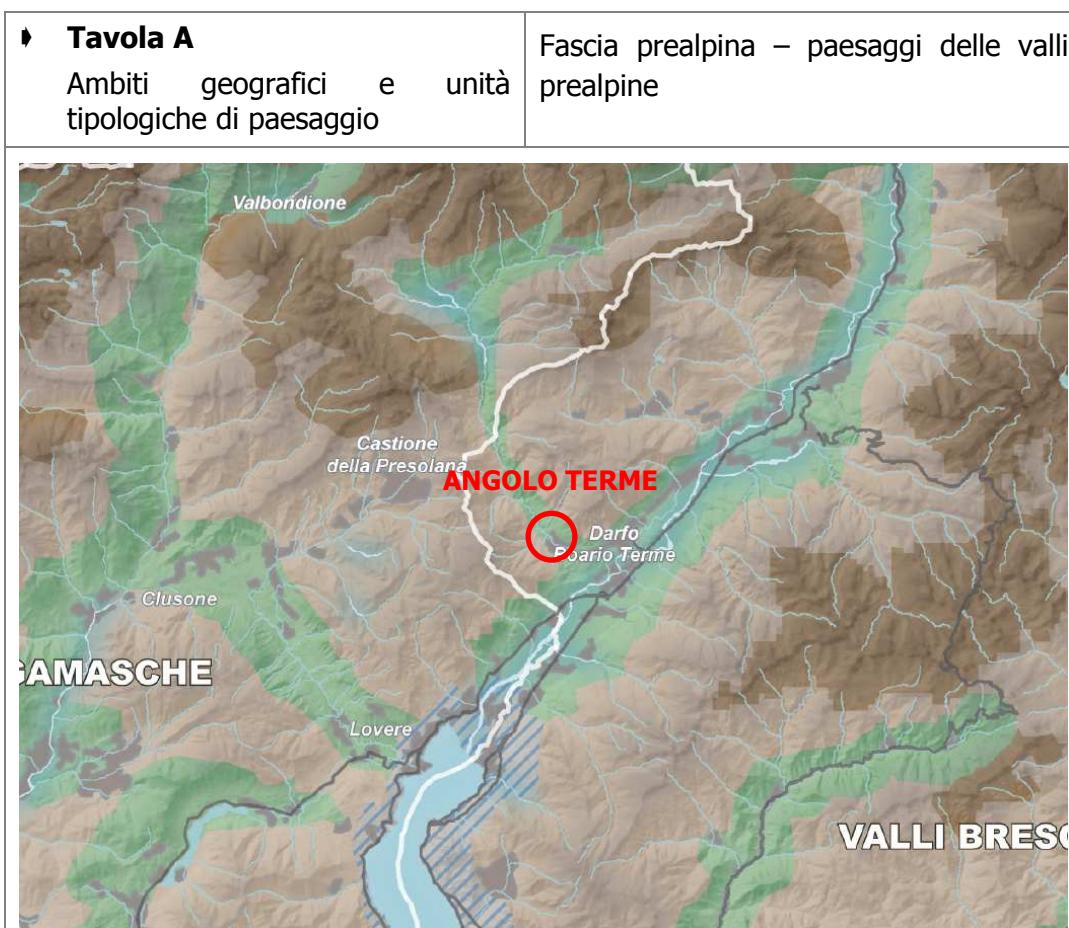 ➧ Tavola A
Ambiti geografici e unità
tipologiche di paesaggio
Fascia prealpina – paesaggi delle valli
prealpine
Valbondione
Castione
della Presolana
ANGOLO TERME
Darfo
Boario Terme
Clusone
GAMASCHE
Lovere
VALLI BRESC